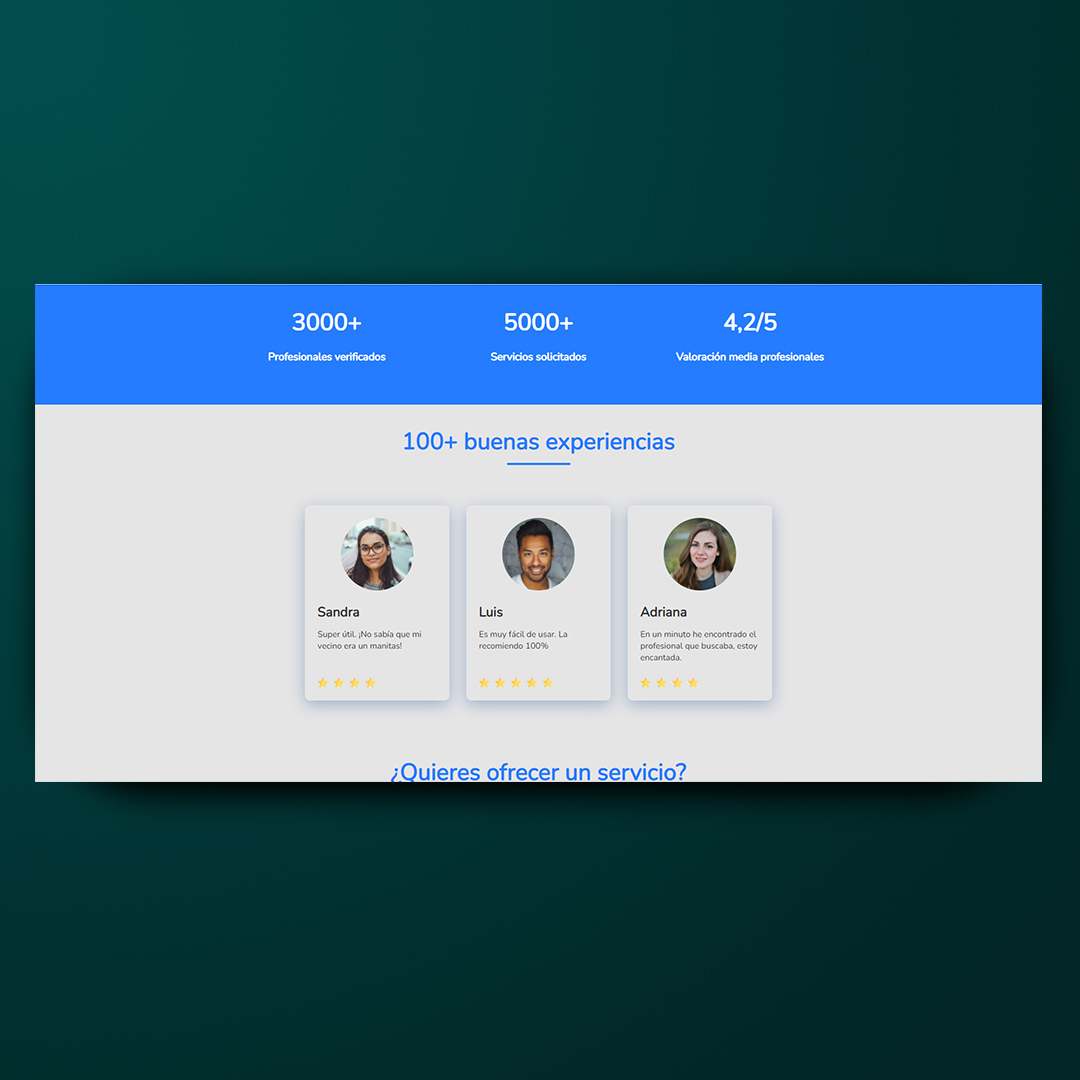 3000+ 5000+ 4,2/5
Profesionales verificados Servicios solicitados Valoración media profesionales
100+ buenas experiencias
Sandra
Super útil. ¡No sabía que mi
vecino era un manitas!
Luis
Es muy fácil de usar. La
recomiendo 100%
Adriana
En un minuto he encontrado el
profesional que buscaba, estoy
encantada.
¿Quieres ofrecer un servicio?